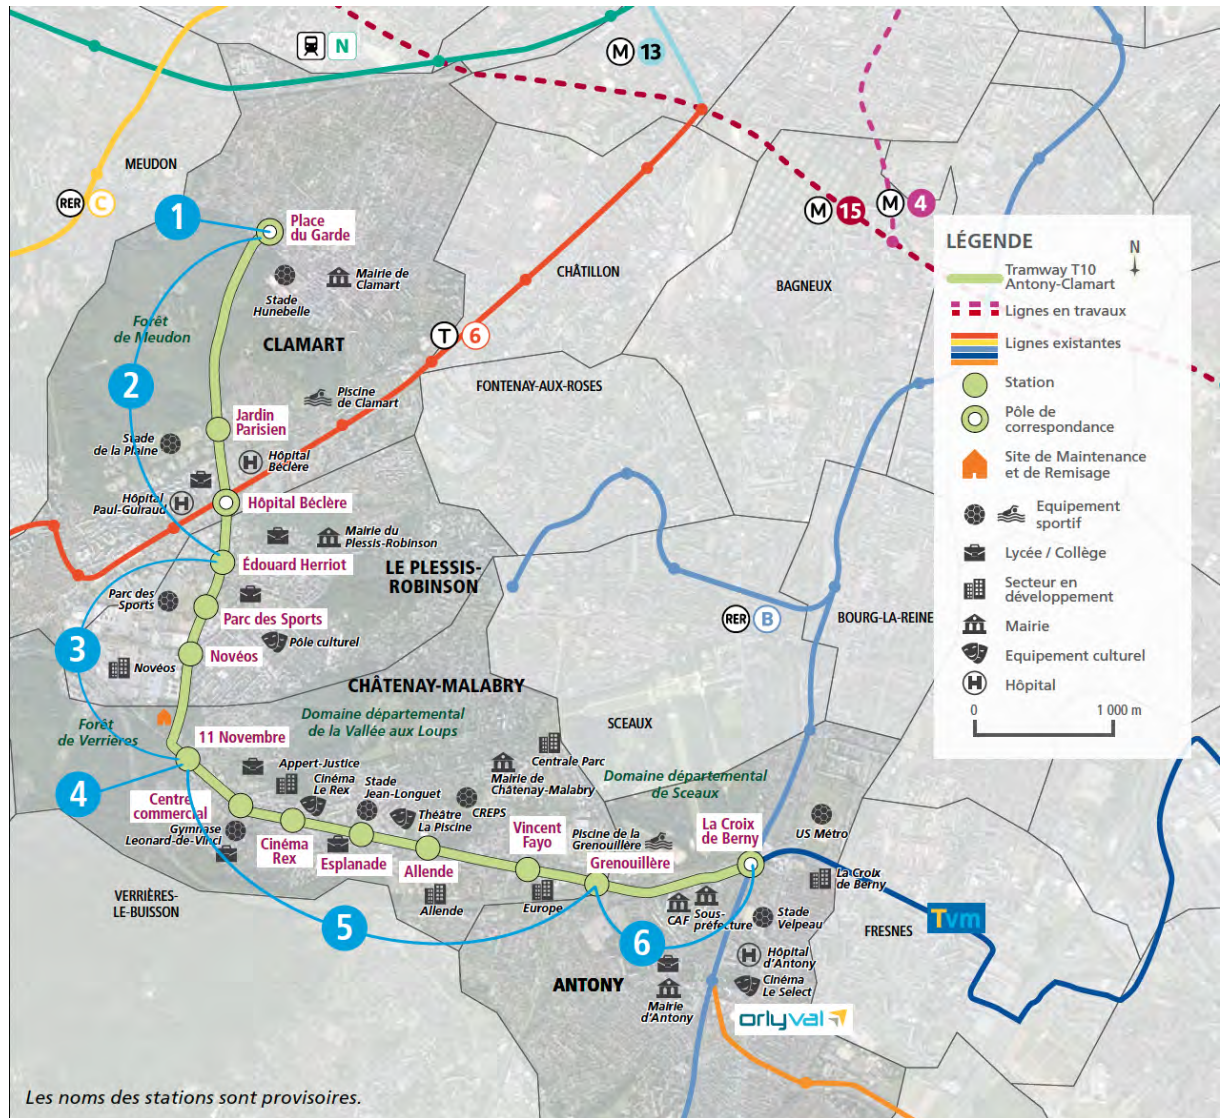 N
M 13
MEUDON
RER C
1
Place
du Garde
M 15
M 4
Mairie de
Clamart
Stade
Hunebelle
CHÂTILLON
BAGNEUX
Forêt
de Meudon
CLAMART
T 6
2
FONTENAY-AUX-ROSES
Piscine
de Clamart
Jardin
Parisien
Stade
de la Plaine
Hôpital
Béclère
Hôpital
Paul-Guiraud
Hôpital Béclère
Mairie du
Plessis-Robinson
Édouard Herriot
LE PLESSIS-
ROBINSON
Parc des
Sports
Parc des Sports
RER B
BOURG-LA-REINE
3
Novéos
Pôle culturel
Novéos
CHÂTENAY-MALABRY
Forêt
de Verrières
Domaine départemental
de la Vallée aux Loups
SCEAUX
11 Novembre
Centrale Parc
Appert-Justice
Mairie de
Châtenay-Malabry
Domaine départemental
de Sceaux
4
Cinéma
Le Rex
Stade
Jean-Longuet
Centre
commercial
CREPS
Théâtre
La Piscine
Gymnase
Leonard-de-Vinci
Cinéma
Rex
Esplanade
Allende
Vincent
Fayo
Piscine de la
Grenouillère
Grenouillère
La Croix
de Berny
US Métro
La Croix
de Berny
VERRIÈRES-
LE-BUISSON
Allende
Europe
CAF
Sous-
préfecture
Stade
Velpeau
5
6
FRESNES
Tvm
Hôpital
d'Antony
ANTONY
Cinéma
Le Sélect
Mairie
d'Antony
orlyval
LÉGENDE
N
Tramway T10
Antony-Clamart
Lignes en travaux
Lignes existantes
Station
Pôle de
correspondance
Site de Maintenance
et de Remisage
Equipement
sportif
Lycée / Collège
Secteur en
développement
Mairie
Equipement culturel
Hôpital
0 1 000 m
Les noms des stations sont provisoires.